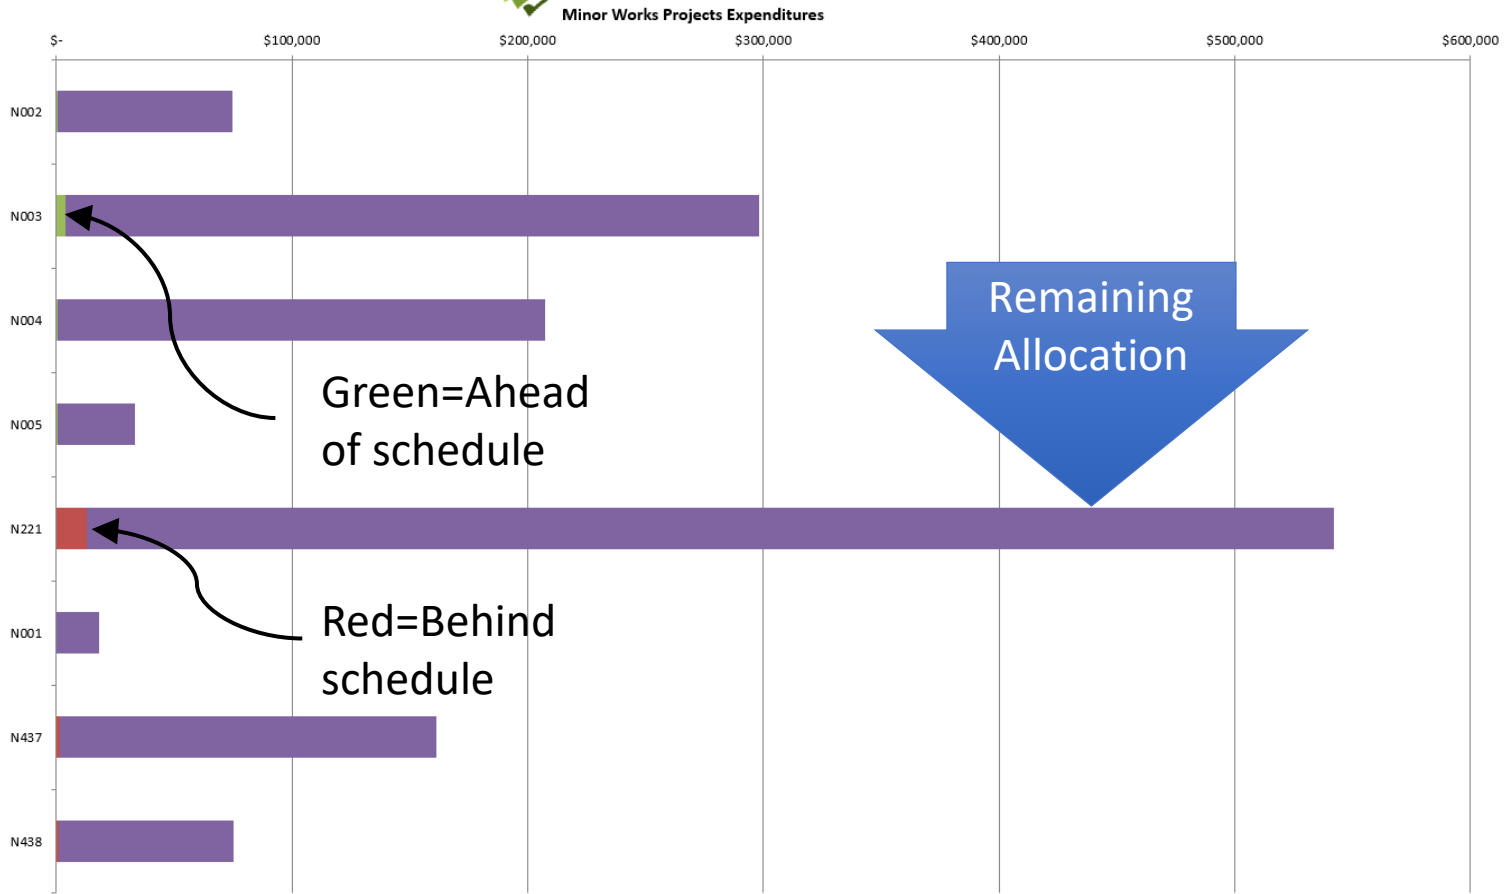 Minor Works Projects Expenditures
$- $100,000 $200,000 $300,000 $400,000 $500,000 $600,000
N002
N003
N004
N005
N221
N001
N437
N438
Green=Ahead
of schedule
Red=Behind
schedule
Remaining
Allocation